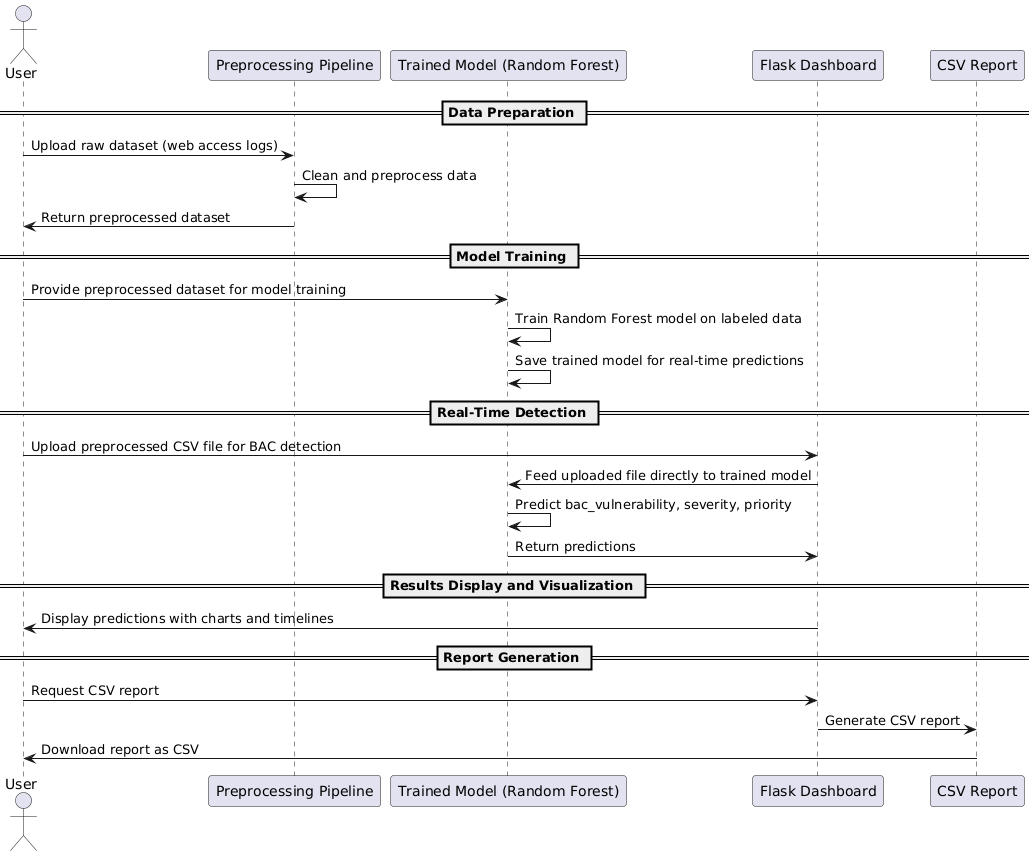 User
Preprocessing Pipeline
Trained Model (Random Forest)
Flask Dashboard
CSV Report
Data Preparation
Upload raw dataset (web access logs)
Clean and preprocess data
Return preprocessed dataset
Model Training
Provide preprocessed dataset for model training
Train Random Forest model on labeled data
Save trained model for real-time predictions
Real-Time Detection
Upload preprocessed CSV file for BAC detection
Feed uploaded file directly to trained model
Predict bac_vulnerability, severity, priority
Return predictions
Results Display and Visualization
Display predictions with charts and timelines
Report Generation
Request CSV report
Generate CSV report
Download report as CSV
User
Preprocessing Pipeline
Trained Model (Random Forest)
Flask Dashboard
CSV Report